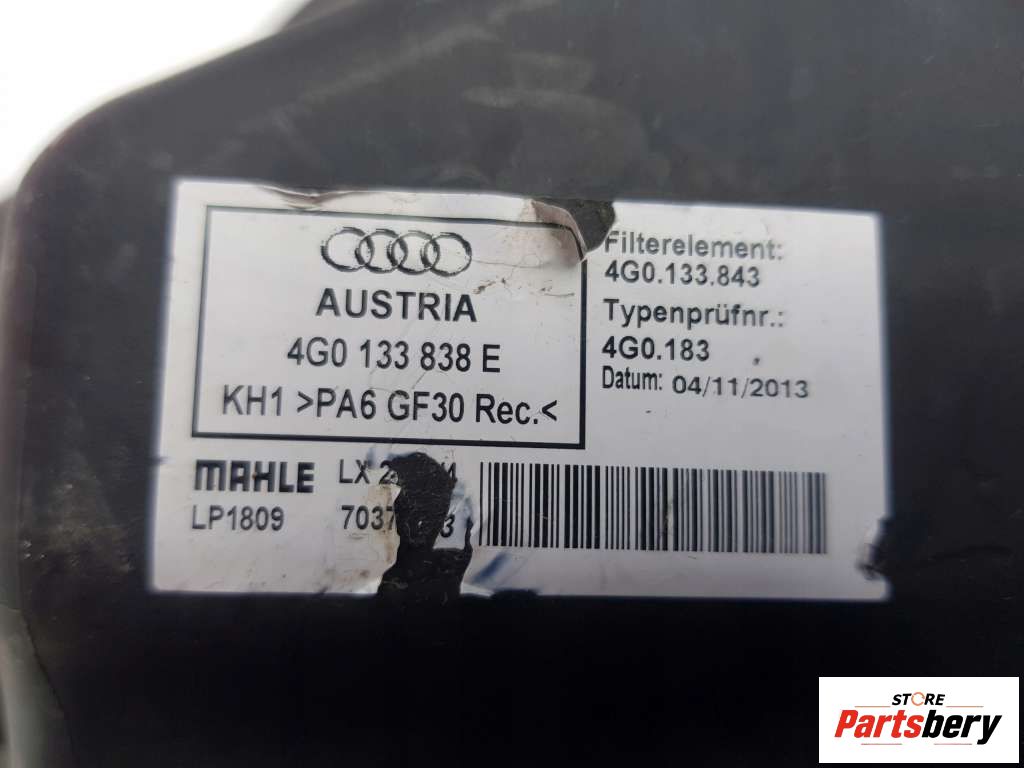 AUSTRIA
4G0 133 838 E
KH1 >PA6 GF30 Rec.<
Filterelement:
4G0.133.843
Typenprüfnr.:
4G0.183
Datum: 04/11/2013
MAHLE LX
LP1809
STORE
Partsbery